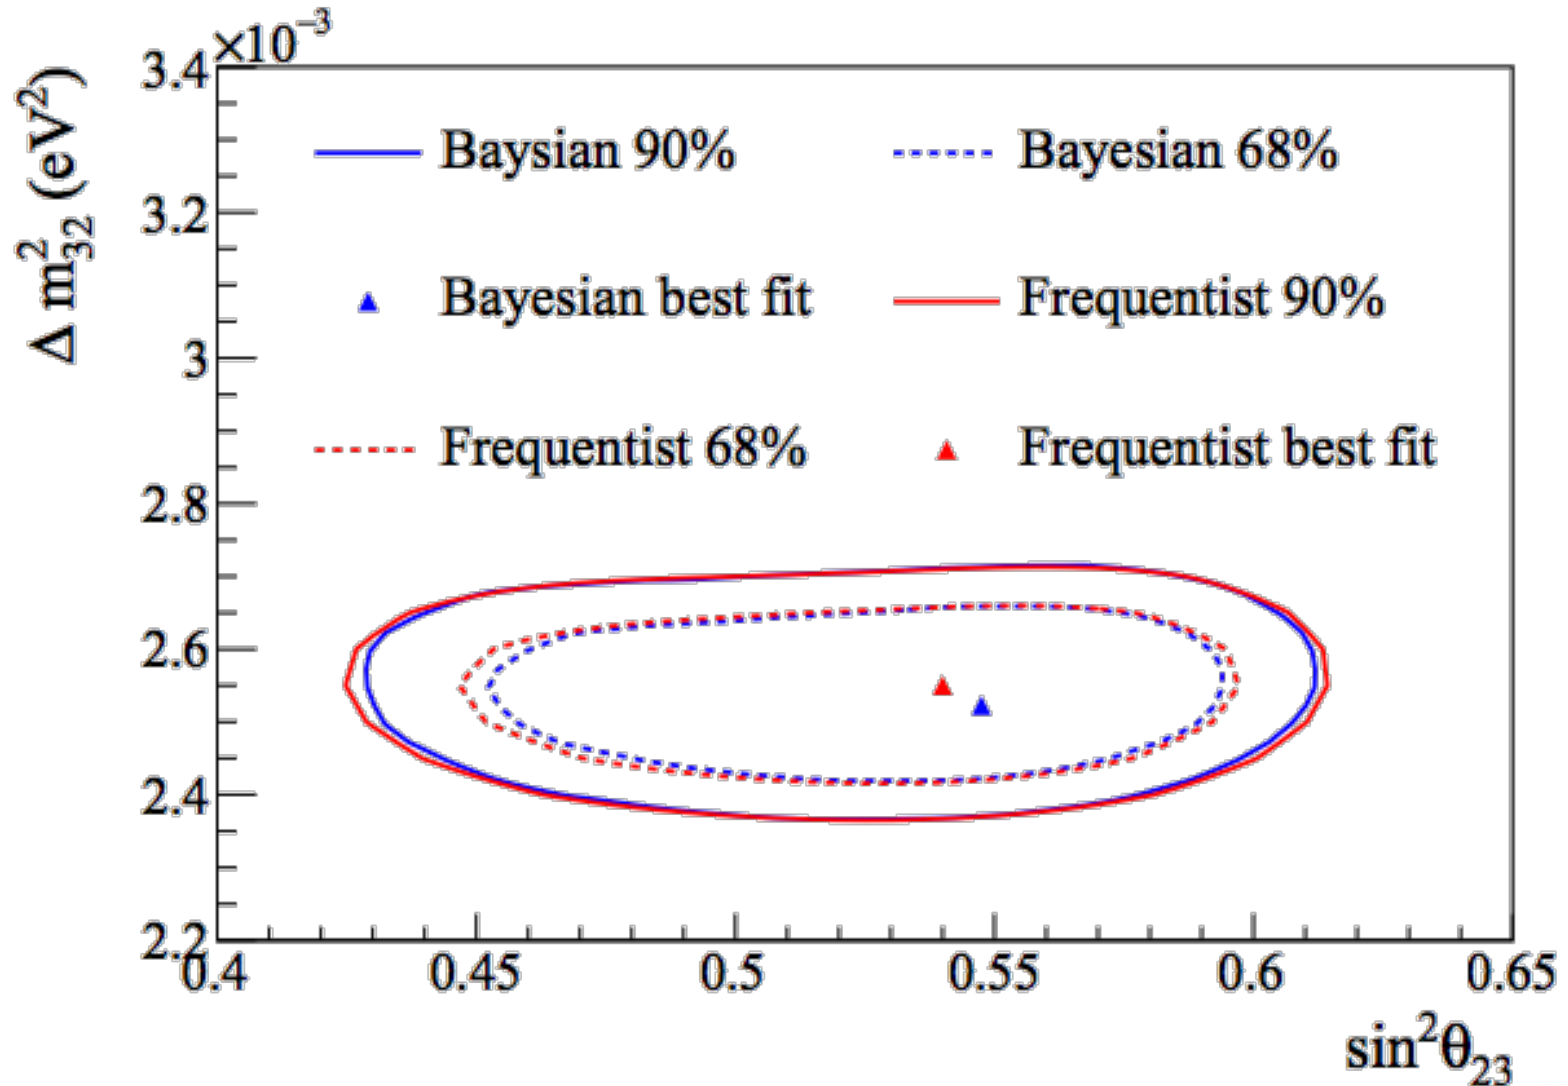 ×10⁻³
Δ m²₃₂ (eV²)
3.4
3.2
3
2.8
2.6
2.4
2.2
Baysian 90%
Bayesian 68%
Bayesian best fit
Frequentist 90%
Frequentist 68%
Frequentist best fit
0.4
0.45
0.5
0.55
0.6
0.65
sin²θ₂₃